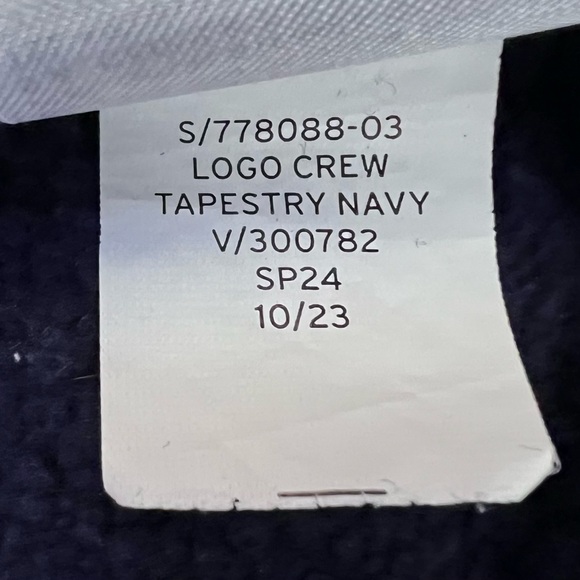 S/778088-03
LOGO CREW
TAPESTRY NAVY
V/300782
SP24
10/23